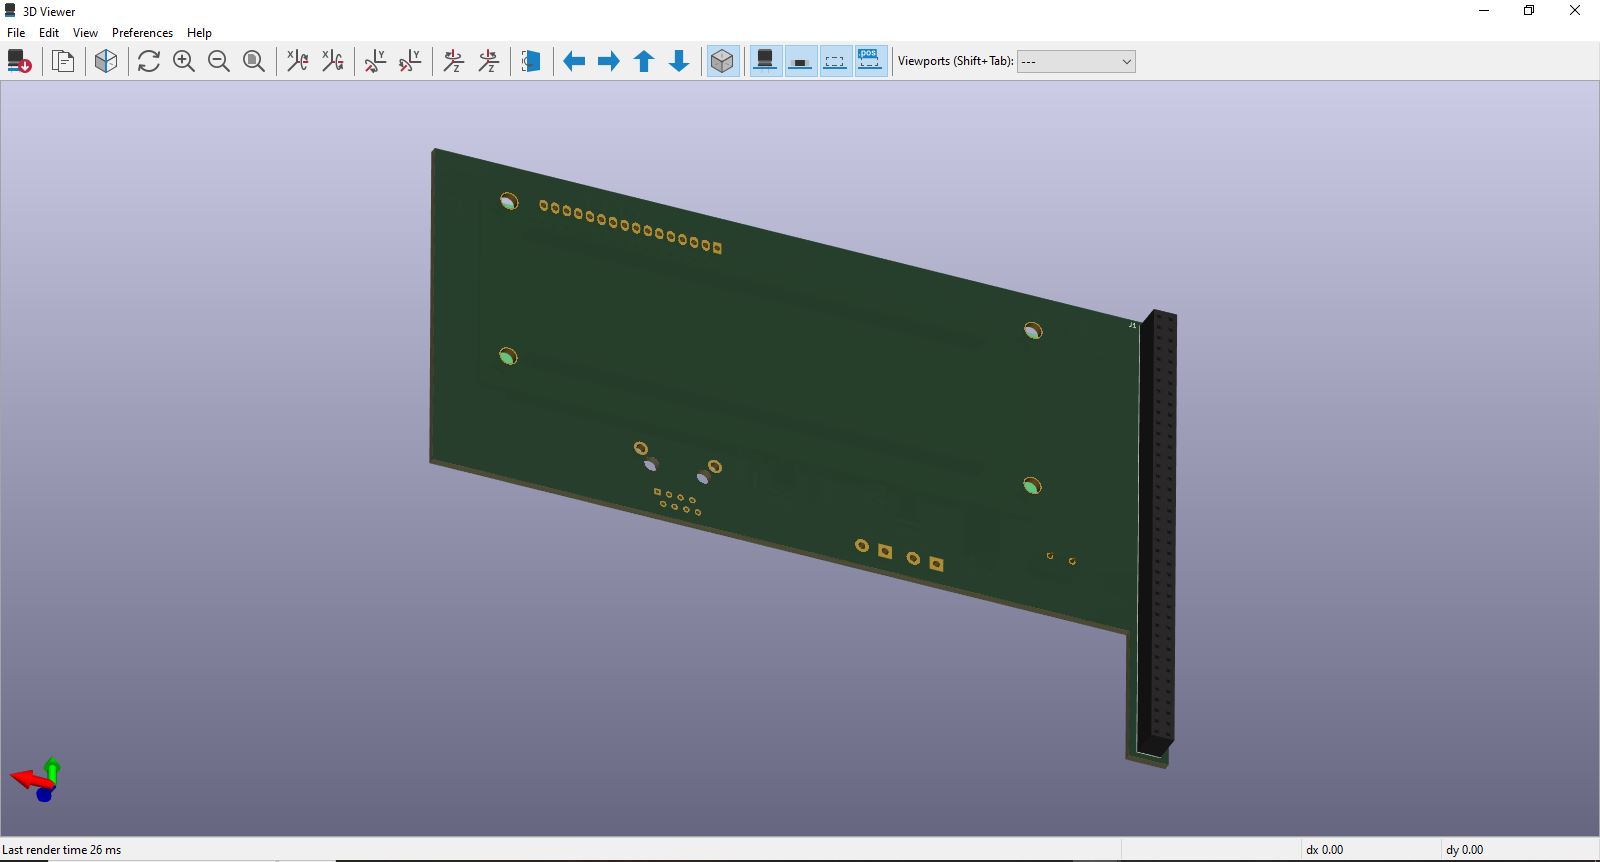 3D Viewer
File Edit View Preferences Help
X X Y Y Z Z .pos Viewports (Shift+Tab): ---
J1
Last render time 26 ms dx 0.00 dy 0.00